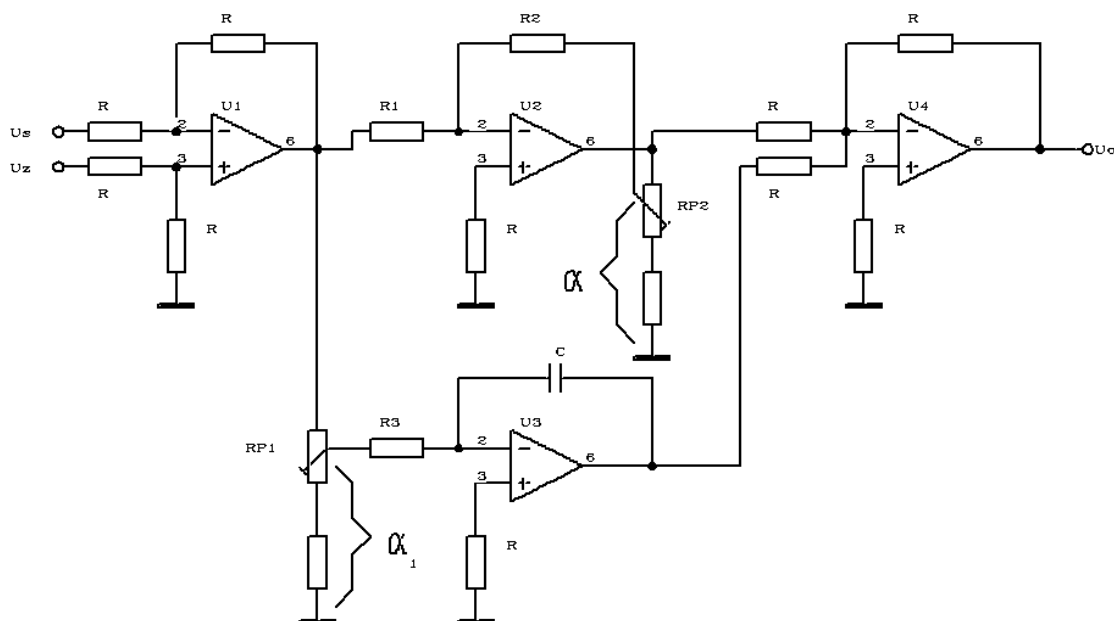 R R2 R
R U1 R1 U2 R U4
Us 2 − 6 2 − 6 2 − 6 Uo
Uz 3 + 3 + R 3 +
R RP2
R R R
α
C
RP1 R3 U3
2 − 6
3 +
α1 R